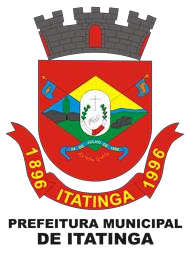 1896 ITATINGA 1996
PREFEITURA MUNICIPAL
DE ITATINGA